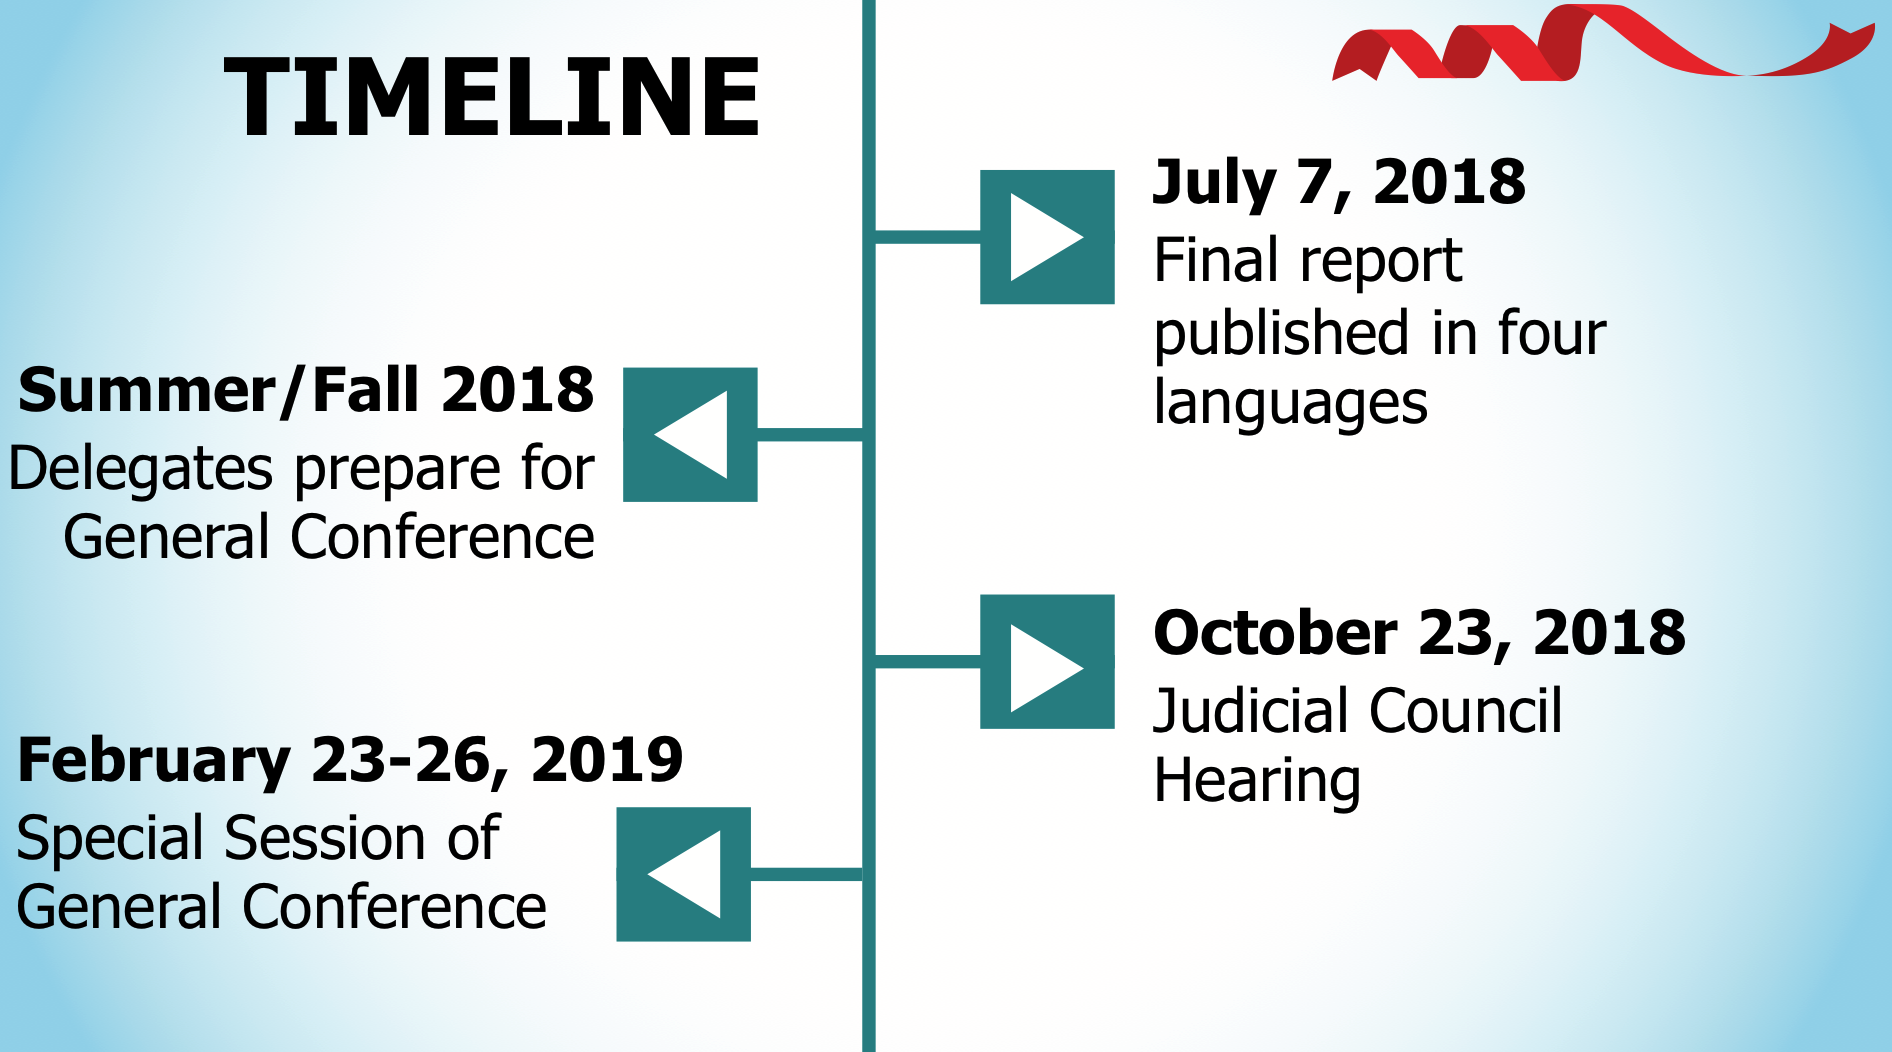 TIMELINE
July 7, 2018
Final report
published in four
languages
Summer/Fall 2018
Delegates prepare for
General Conference
October 23, 2018
Judicial Council
Hearing
February 23-26, 2019
Special Session of
General Conference